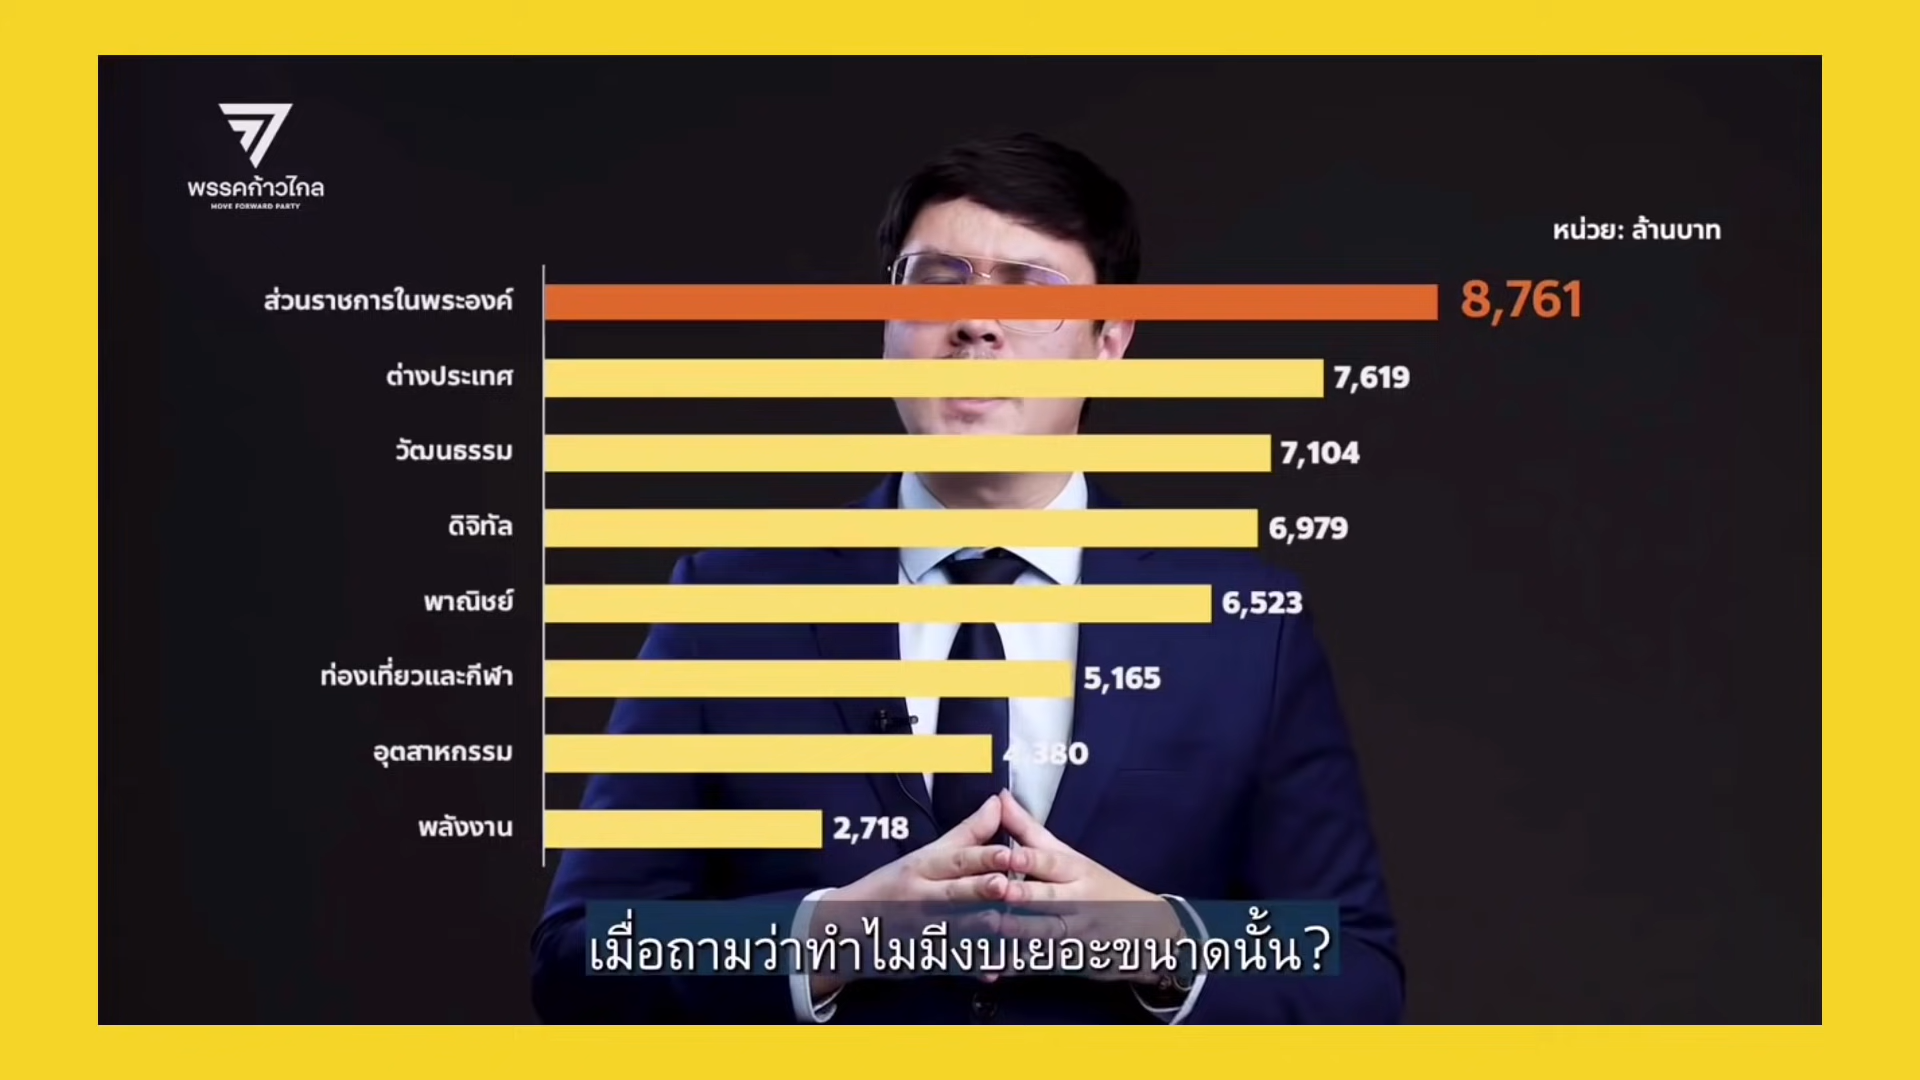 พรรคก้าวไกล
MOVE FORWARD PARTY
หน่วย: ล้านบาท
ส่วนราชการในพระองค์ 8,761
ต่างประเทศ 7,619
วัฒนธรรม 7,104
ดิจิทัล 6,979
พาณิชย์ 6,523
ท่องเที่ยวและกีฬา 5,165
อุตสาหกรรม 4,380
พลังงาน 2,718
เมื่อถามว่าทำไมมีงบเยอะขนาดนั้น?